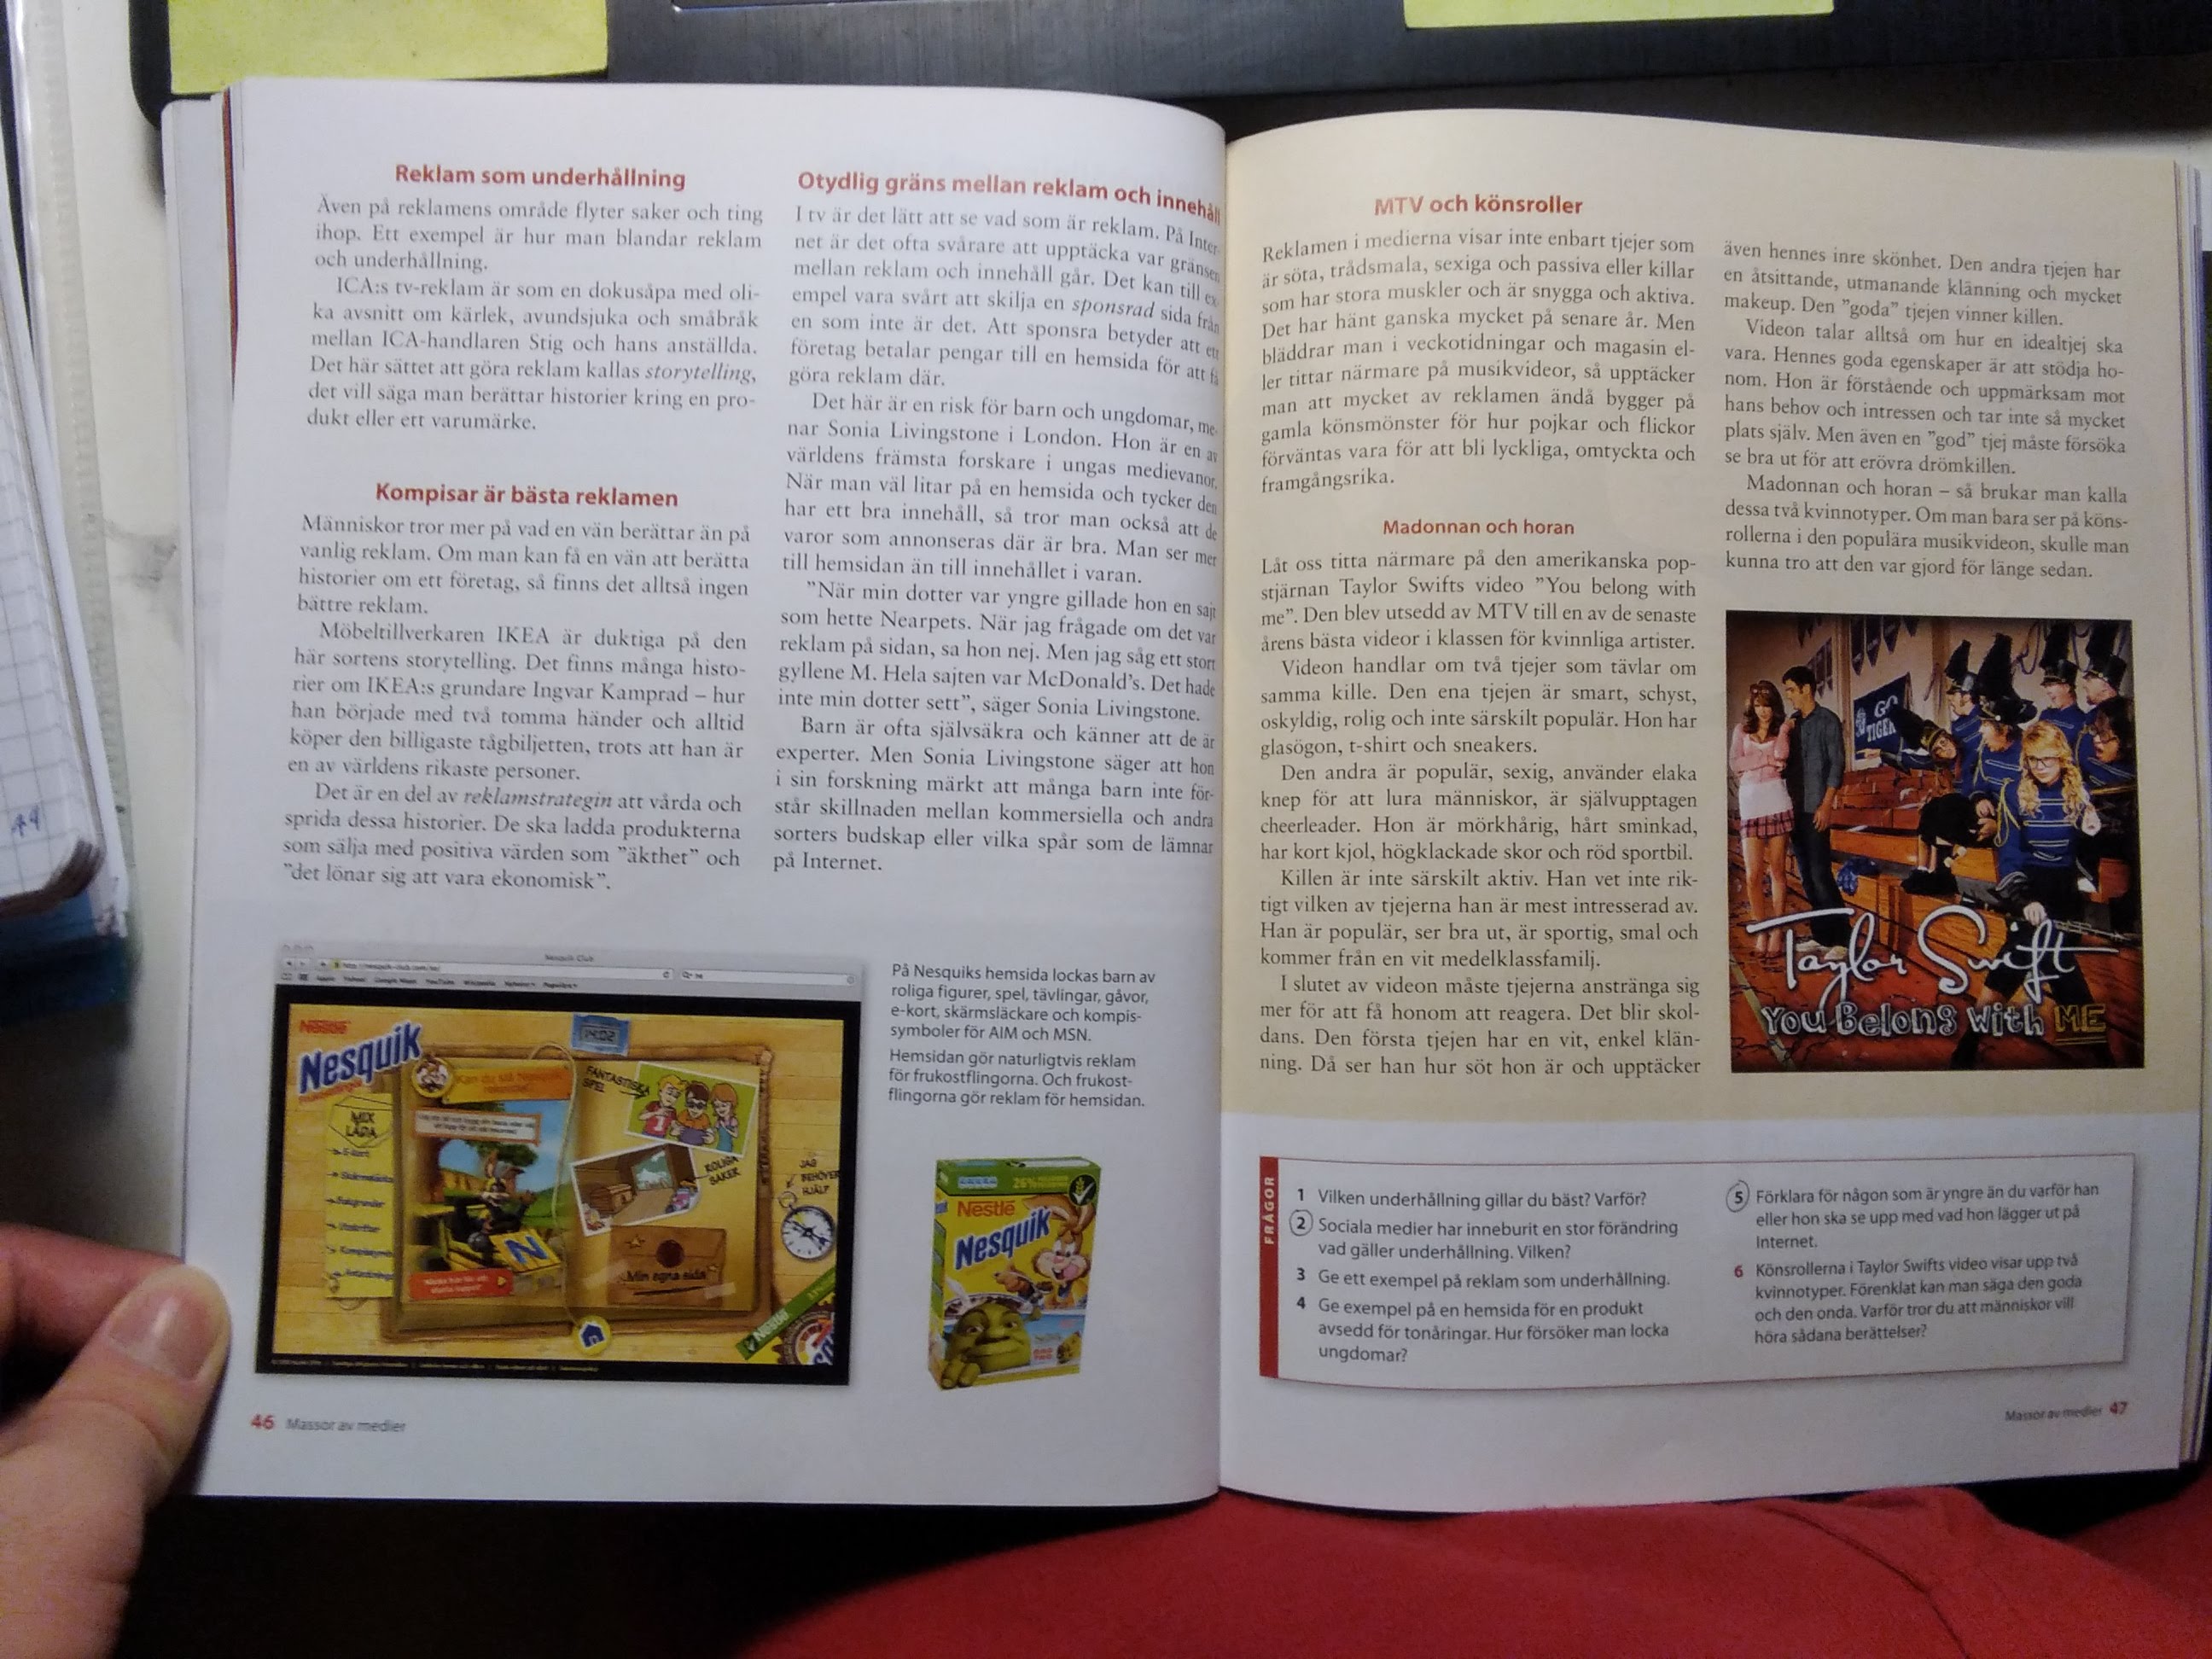 Reklam som underhållning
Även på reklamens område flyter saker och ting
ihop. Ett exempel är hur man blandar reklam
och underhållning.
ICA:s tv-reklam är som en dokusåpa med oli-
ka avsnitt om kärlek, avundsjuka och småbråk
mellan ICA-handlaren Stig och hans anställda.
Det här sättet att göra reklam kallas storytelling,
det vill säga man berättar historier kring en pro-
dukt eller ett varumärke.
Kompisar är bästa reklamen
Människor tror mer på vad en vän berättar än på
vanlig reklam. Om man kan få en vän att berätta
historier om ett företag, så finns det alltså ingen
bättre reklam.
Möbeltillverkaren IKEA är duktiga på den
här sortens storytelling. Det finns många histo-
rier om IKEA:s grundare Ingvar Kamprad – hur
han började med två tomma händer och alltid
köper den billigaste tågbiljetten, trots att han är
en av världens rikaste personer.
Det är en del av reklamstrategin att vårda och
sprida dessa historier. De ska ladda produkterna
som sälja med positiva värden som ”äkthet” och
”det lönar sig att vara ekonomisk”.
Otydlig gräns mellan reklam och innehåll
I tv är det lätt att se vad som är reklam. På Inter-
net är det ofta svårare att upptäcka var gränsen
mellan reklam och innehåll går. Det kan till ex-
empel vara svårt att skilja en sponsrad sida från
en som inte är det. Att sponsra betyder att ett
företag betalar pengar till en hemsida för att få
göra reklam där.
Det här är en risk för barn och ungdomar, me-
nar Sonia Livingstone i London. Hon är en av
världens främsta forskare i ungas medievanor.
När man väl litar på en hemsida och tycker den
har ett bra innehåll, så tror man också att de
varor som annonseras där är bra. Man ser mer
till hemsidan än till innehållet i varan.
”När min dotter var yngre gillade hon en sajt
som hette Nearpets. När jag frågade om det var
reklam på sidan, sa hon nej. Men jag såg ett stort
gyllene M. Hela sajten var McDonald’s. Det hade
inte min dotter sett”, säger Sonia Livingstone.
Barn är ofta självsäkra och känner att de är
experter. Men Sonia Livingstone säger att hon
i sin forskning märkt att många barn inte för-
står skillnaden mellan kommersiella och andra
sorters budskap eller vilka spår som de lämnar
på Internet.
Nesquik Club
Nestlé
Nesquik
14:02
FANTASTISKA
SPEL
MIX
LÅDA
ROLIGA
SAKER
JAG
BEHÖVER
HJÄLP
Min egna sida
På Nesquiks hemsida lockas barn av
roliga figurer, spel, tävlingar, gåvor,
e-kort, skärmsläckare och kompis-
symboler för AIM och MSN.
Hemsidan gör naturligtvis reklam
för frukostflingorna. Och frukost-
flingorna gör reklam för hemsidan.
26%
Nestlé
Nesquik
46 Massor av medier
MTV och könsroller
Reklamen i medierna visar inte enbart tjejer som
är söta, trådsmala, sexiga och passiva eller killar
som har stora muskler och är snygga och aktiva.
Det har hänt ganska mycket på senare år. Men
bläddrar man i veckotidningar och magasin el-
ler tittar närmare på musikvideor, så upptäcker
man att mycket av reklamen ändå bygger på
gamla könsmönster för hur pojkar och flickor
förväntas vara för att bli lyckliga, omtyckta och
framgångsrika.
Madonnan och horan
Låt oss titta närmare på den amerikanska pop-
stjärnan Taylor Swifts video ”You belong with
me”. Den blev utsedd av MTV till en av de senaste
årens bästa videor i klassen för kvinnliga artister.
Videon handlar om två tjejer som tävlar om
samma kille. Den ena tjejen är smart, schyst,
oskyldig, rolig och inte särskilt populär. Hon har
glasögon, t-shirt och sneakers.
Den andra är populär, sexig, använder elaka
knep för att lura människor, är självupptagen
cheerleader. Hon är mörkhårig, hårt sminkad,
har kort kjol, högklackade skor och röd sportbil.
Killen är inte särskilt aktiv. Han vet inte rik-
tigt vilken av tjejerna han är mest intresserad av.
Han är populär, ser bra ut, är sportig, smal och
kommer från en vit medelklassfamilj.
I slutet av videon måste tjejerna anstränga sig
mer för att få honom att reagera. Det blir skol-
dans. Den första tjejen har en vit, enkel klän-
ning. Då ser han hur söt hon är och upptäcker
även hennes inre skönhet. Den andra tjejen har
en åtsittande, utmanande klänning och mycket
makeup. Den ”goda” tjejen vinner killen.
Videon talar alltså om hur en idealtjej ska
vara. Hennes goda egenskaper är att stödja ho-
nom. Hon är förstående och uppmärksam mot
hans behov och intressen och tar inte så mycket
plats själv. Men även en ”god” tjej måste försöka
se bra ut för att erövra drömkillen.
Madonnan och horan – så brukar man kalla
dessa två kvinnotyper. Om man bara ser på köns-
rollerna i den populära musikvideon, skulle man
kunna tro att den var gjord för länge sedan.
GO
TIGERS
Taylor Swift
You Belong With ME
FRÅGOR
1 Vilken underhållning gillar du bäst? Varför?
2 Sociala medier har inneburit en stor förändring
vad gäller underhållning. Vilken?
3 Ge ett exempel på reklam som underhållning.
4 Ge exempel på en hemsida för en produkt
avsedd för tonåringar. Hur försöker man locka
ungdomar?
5 Förklara för någon som är yngre än du varför han
eller hon ska se upp med vad hon lägger ut på
Internet.
6 Könsrollerna i Taylor Swifts video visar upp två
kvinnotyper. Förenklat kan man säga den goda
och den onda. Varför tror du att människor vill
höra sådana berättelser?
Massor av medier 47